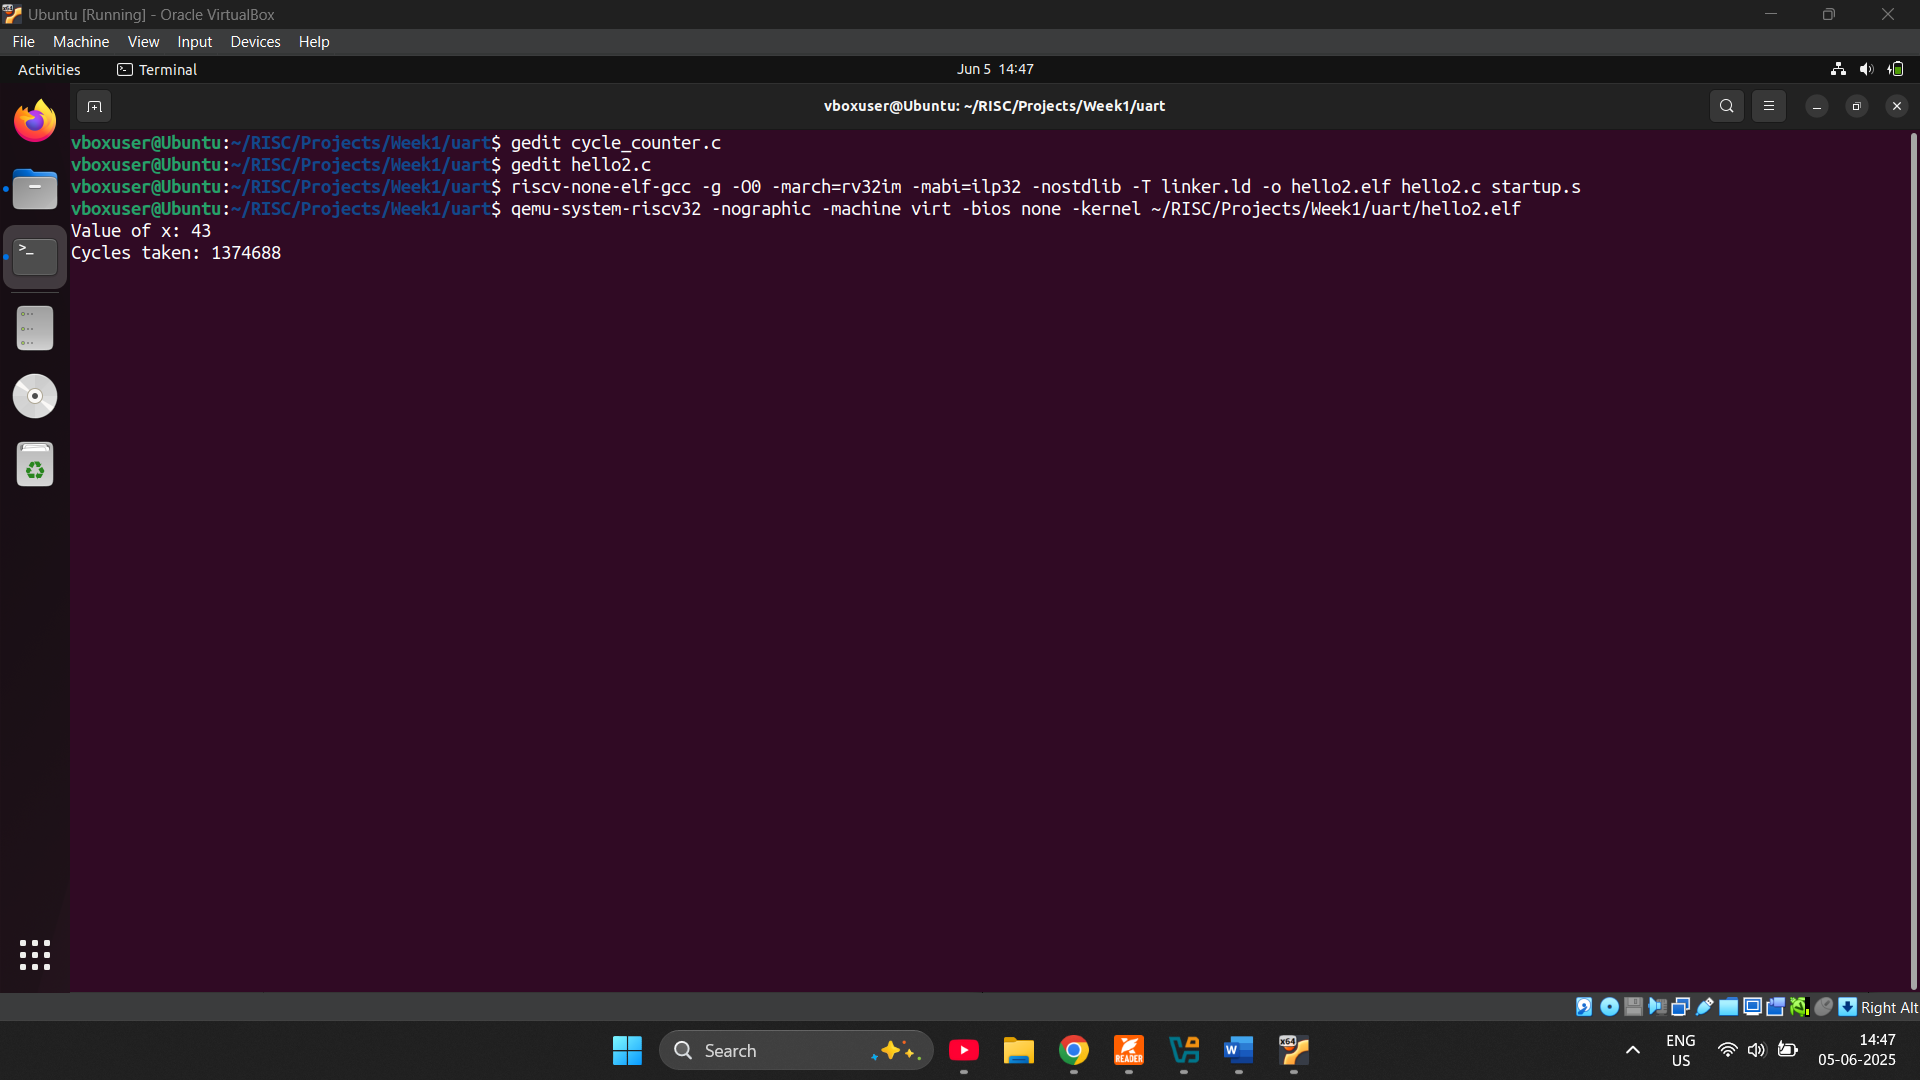 Ubuntu [Running] - Oracle VirtualBox
File Machine View Input Devices Help
Activities Terminal Jun 5 14:47
vboxuser@Ubuntu: ~/RISC/Projects/Week1/uart
vboxuser@Ubuntu:~/RISC/Projects/Week1/uart$ gedit cycle_counter.c
vboxuser@Ubuntu:~/RISC/Projects/Week1/uart$ gedit hello2.c
vboxuser@Ubuntu:~/RISC/Projects/Week1/uart$ riscv-none-elf-gcc -g -O0 -march=rv32im -mabi=ilp32 -nostdlib -T linker.ld -o hello2.elf hello2.c startup.s
vboxuser@Ubuntu:~/RISC/Projects/Week1/uart$ qemu-system-riscv32 -nographic -machine virt -bios none -kernel ~/RISC/Projects/Week1/uart/hello2.elf
Value of x: 43
Cycles taken: 1374688
Right Alt
Search
READER
W
x64
ENG
US
14:47
05-06-2025